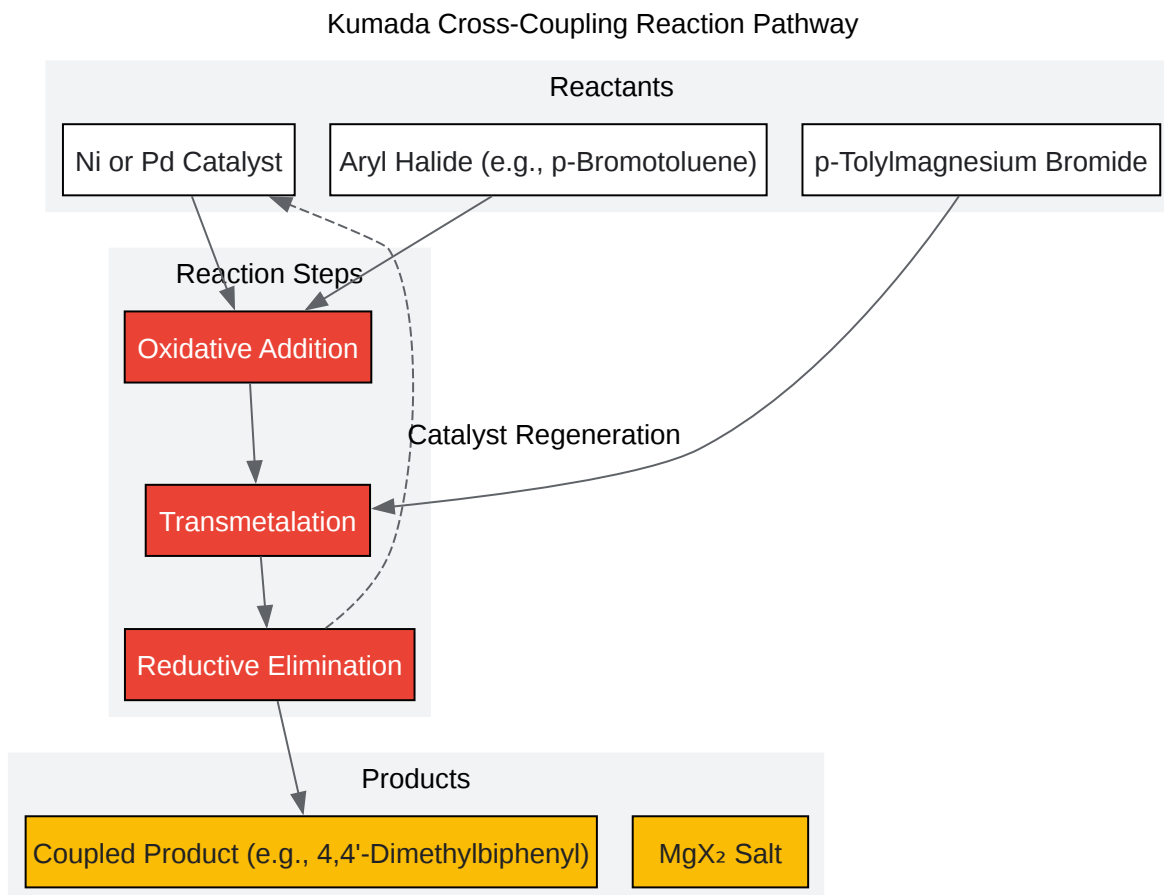 Kumada Cross-Coupling Reaction Pathway
Reactants
Ni or Pd Catalyst
Aryl Halide (e.g., p-Bromotoluene)
p-Tolylmagnesium Bromide
Reaction Steps
Oxidative Addition
Catalyst Regeneration
Transmetalation
Reductive Elimination
Products
Coupled Product (e.g., 4,4'-Dimethylbiphenyl)
MgX₂ Salt